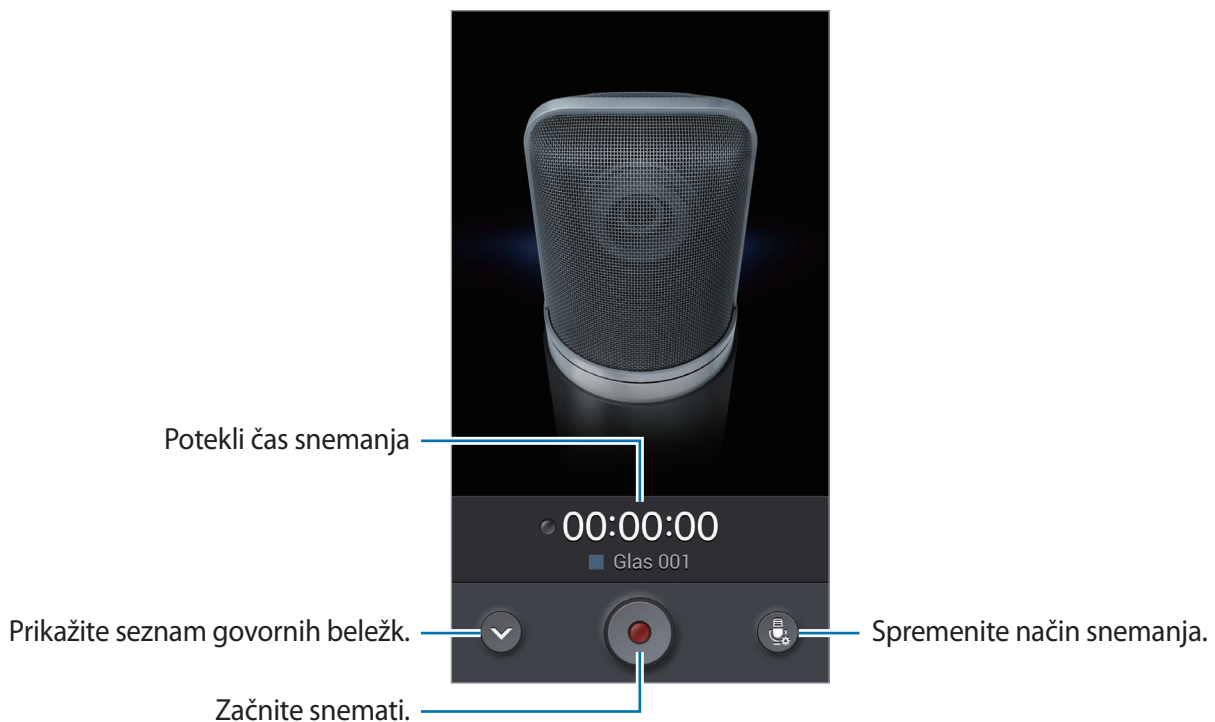 Potekli čas snemanja
00:00:00
Glas 001
Prikažite seznam govornih beležk.
Spremenite način snemanja.
Začnite snemati.